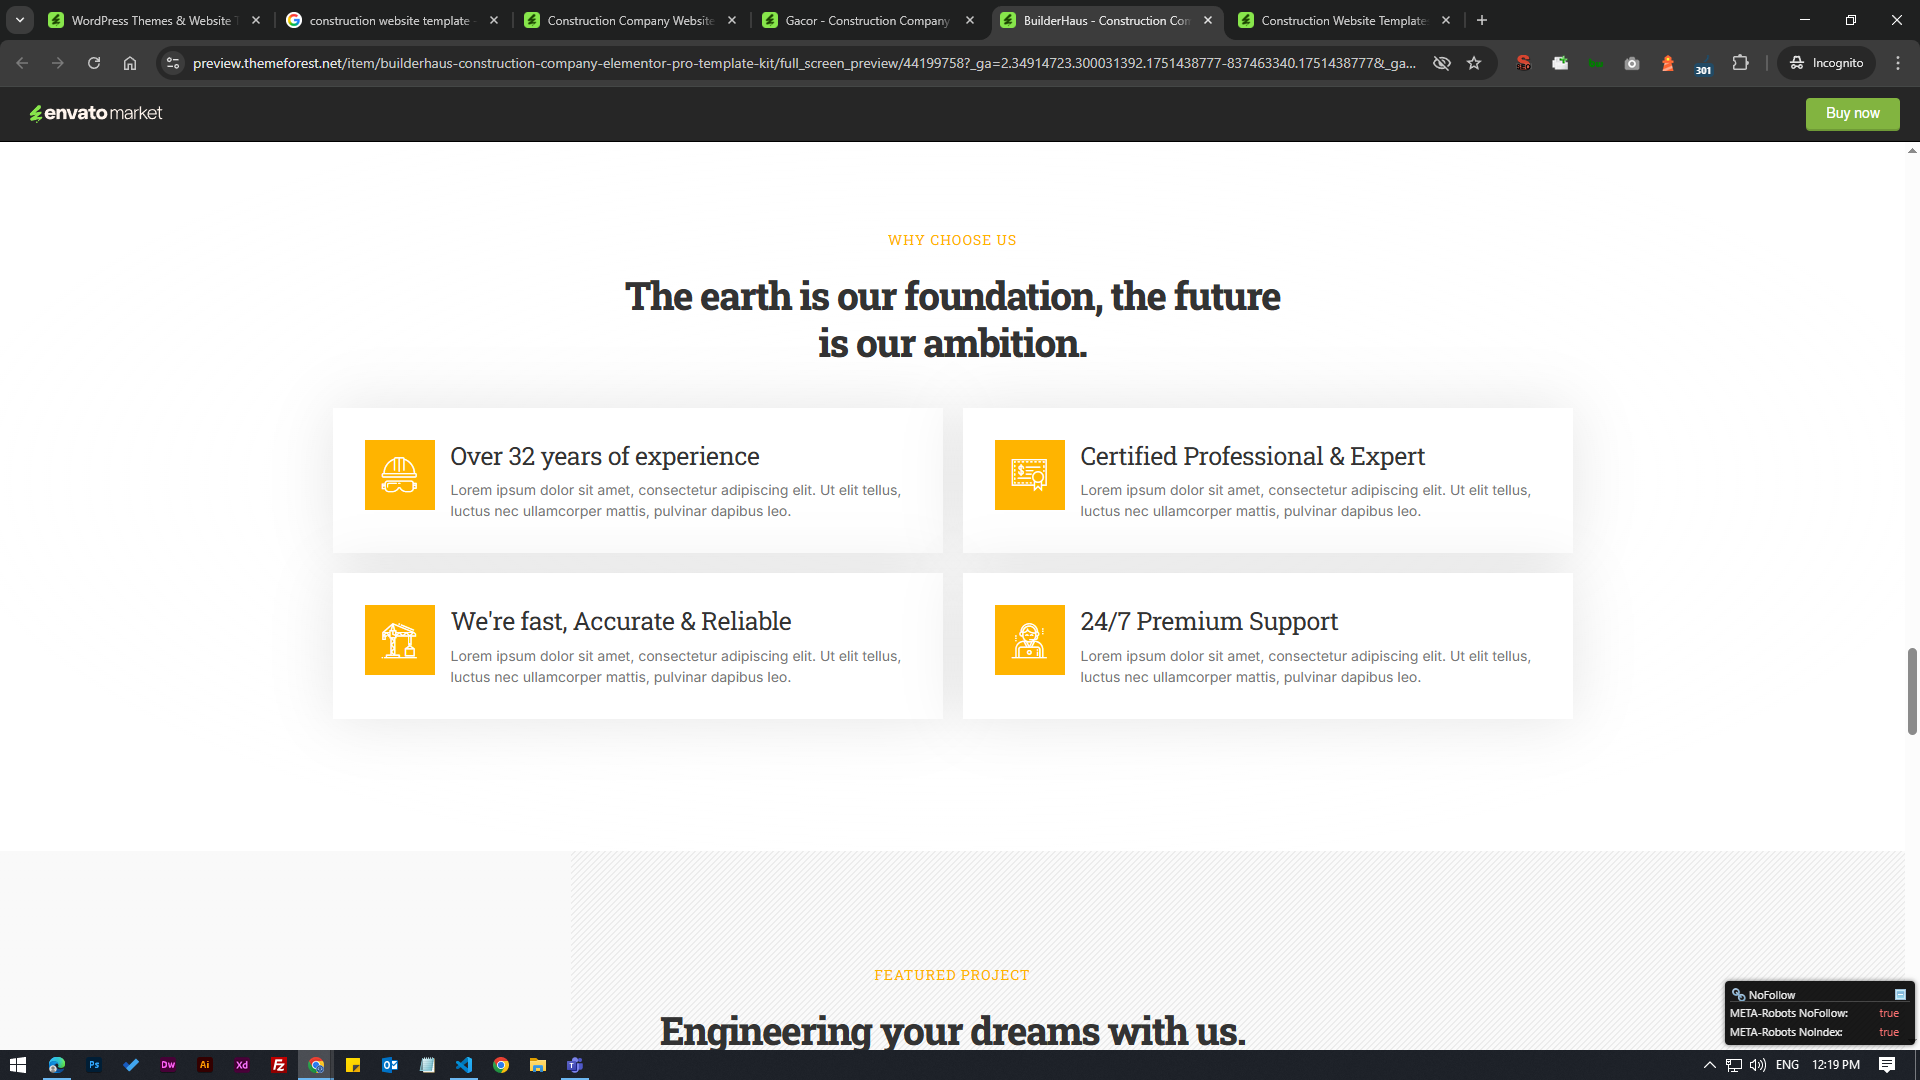 WordPress Themes & Website T
construction website template -
Construction Company Website
Gacor - Construction Company
BuilderHaus - Construction Con
Construction Website Template
preview.themeforest.net/item/builderhaus-construction-company-elementor-pro-template-kit/full_screen_preview/44199758?_ga=2.34914723.300031392.1751438777-837463340.1751438777&_ga...
SEO
301
Incognito
envato market
Buy now
WHY CHOOSE US
The earth is our foundation, the future
is our ambition.
Over 32 years of experience
Lorem ipsum dolor sit amet, consectetur adipiscing elit. Ut elit tellus,
luctus nec ullamcorper mattis, pulvinar dapibus leo.
Certified Professional & Expert
Lorem ipsum dolor sit amet, consectetur adipiscing elit. Ut elit tellus,
luctus nec ullamcorper mattis, pulvinar dapibus leo.
We're fast, Accurate & Reliable
Lorem ipsum dolor sit amet, consectetur adipiscing elit. Ut elit tellus,
luctus nec ullamcorper mattis, pulvinar dapibus leo.
24/7 Premium Support
Lorem ipsum dolor sit amet, consectetur adipiscing elit. Ut elit tellus,
luctus nec ullamcorper mattis, pulvinar dapibus leo.
FEATURED PROJECT
Engineering your dreams with us.
NoFollow
META-Robots NoFollow: true
META-Robots NoIndex: true
Ps
Dw
Ai
Xd
Fz
ENG
12:19 PM